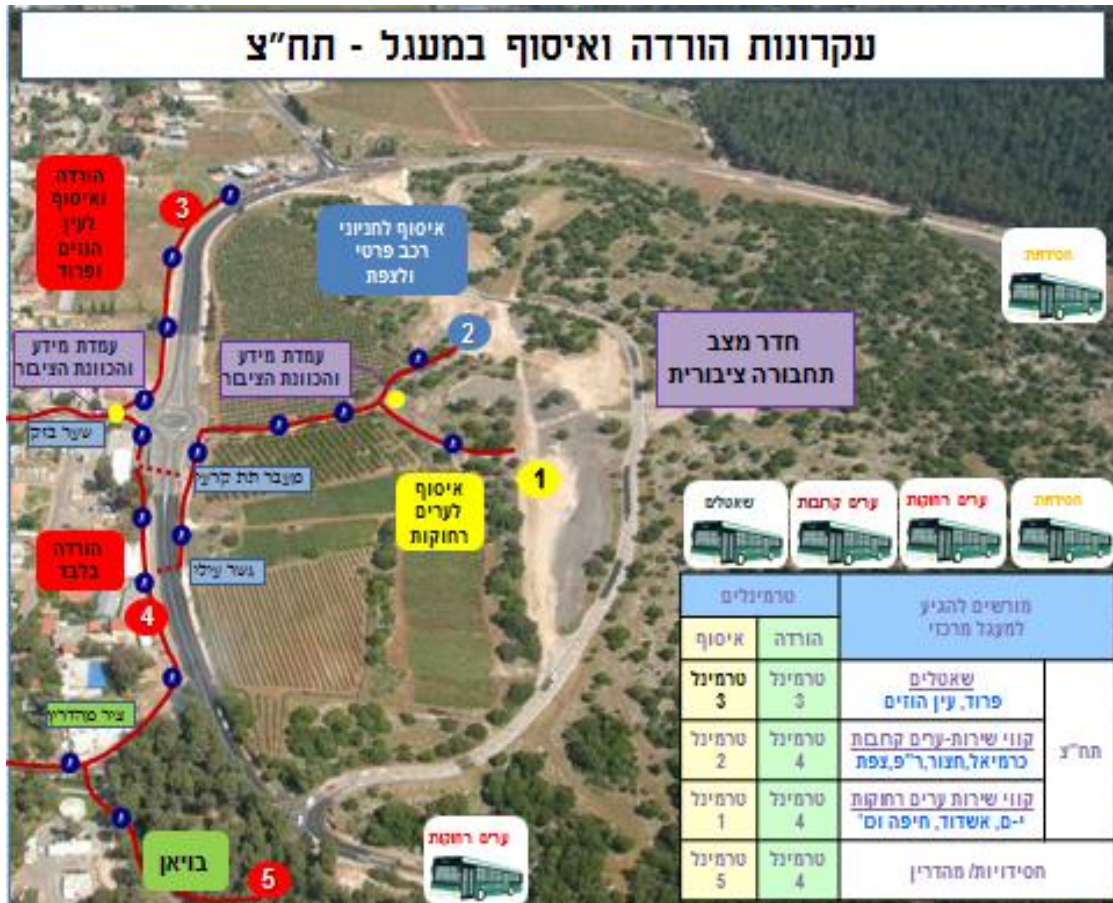 עקרונות הורדה ואיסוף במעגל - תח"צ
הורדה
ואיסוף
לעין
הוזים
ופרוד
3
איסוף לחניוני
רכב פרטי
ולצפת
2
חסידויות
עמדת מידע
והכוונת הציבור
עמדת מידע
והכוונת הציבור
חדר מצב
תחבורה ציבורית
שער בזק
מעבר תת קרקעי
1
איסוף
לערים
רחוקות
הורדה
בלבד
גשר עילי
4
שאטלים
ערים קרובות
ערים רחוקות
חסידויות
ציר מהדרין
בויאן
5
ערים רחוקות
מורשים להגיע
למעגל מרכזי
טרמינלים
הורדה
איסוף
תח"צ
שאטלים
פרוד, עין הוזים
טרמינל
3
טרמינל
3
קווי שירות-ערים קרובות
כרמיאל,חצור,ר"פ,צפת
טרמינל
4
טרמינל
2
קווי שירות ערים רחוקות
י-ם, אשדוד, חיפה וכו'
טרמינל
4
טרמינל
1
חסידויות/ מהדרין
טרמינל
4
טרמינל
5